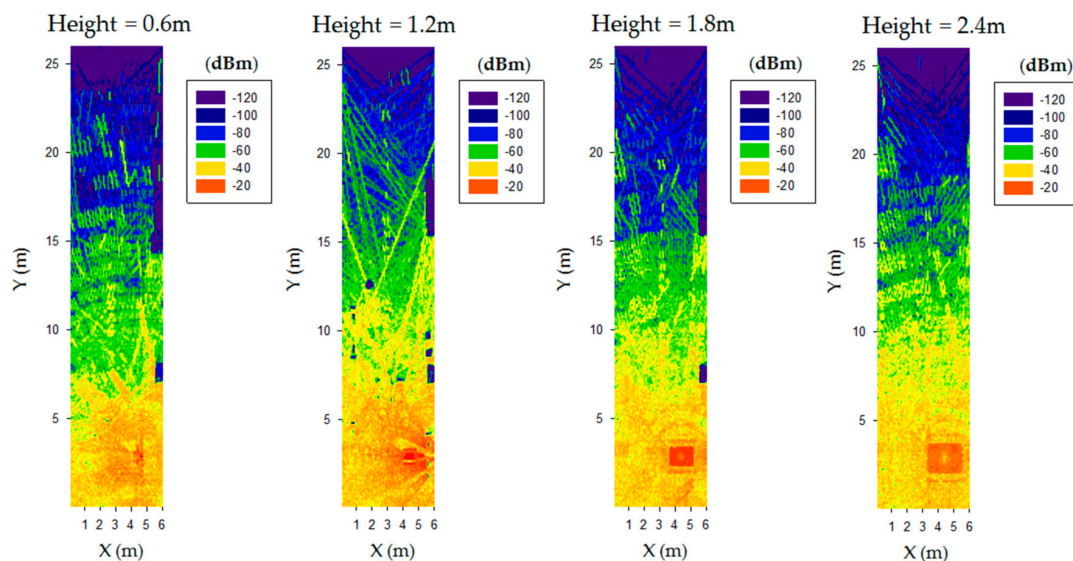 Height = 0.6m
Height = 1.2m
Height = 1.8m
Height = 2.4m
25
20
15
10
5
Y (m)
1 2 3 4 5 6
X (m)
(dBm)
-120
-100
-80
-60
-40
-20
25
20
15
10
5
Y (m)
1 2 3 4 5 6
X (m)
(dBm)
-120
-100
-80
-60
-40
-20
25
20
15
10
5
Y (m)
1 2 3 4 5 6
X (m)
(dBm)
-120
-100
-80
-60
-40
-20
25
20
15
10
5
Y (m)
1 2 3 4 5 6
X (m)
(dBm)
-120
-100
-80
-60
-40
-20